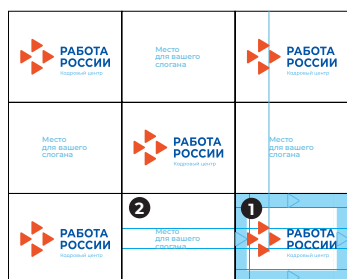 РАБОТА
РОССИИ
Кадровый центр
Место
для вашего
слогана
РАБОТА
РОССИИ
Кадровый центр
Место
для вашего
слогана
РАБОТА
РОССИИ
Кадровый центр
Место
для вашего
слогана
РАБОТА
РОССИИ
Кадровый центр
2
Место
для вашего
слогана
1
РАБОТА
РОССИИ
Кадровый центр